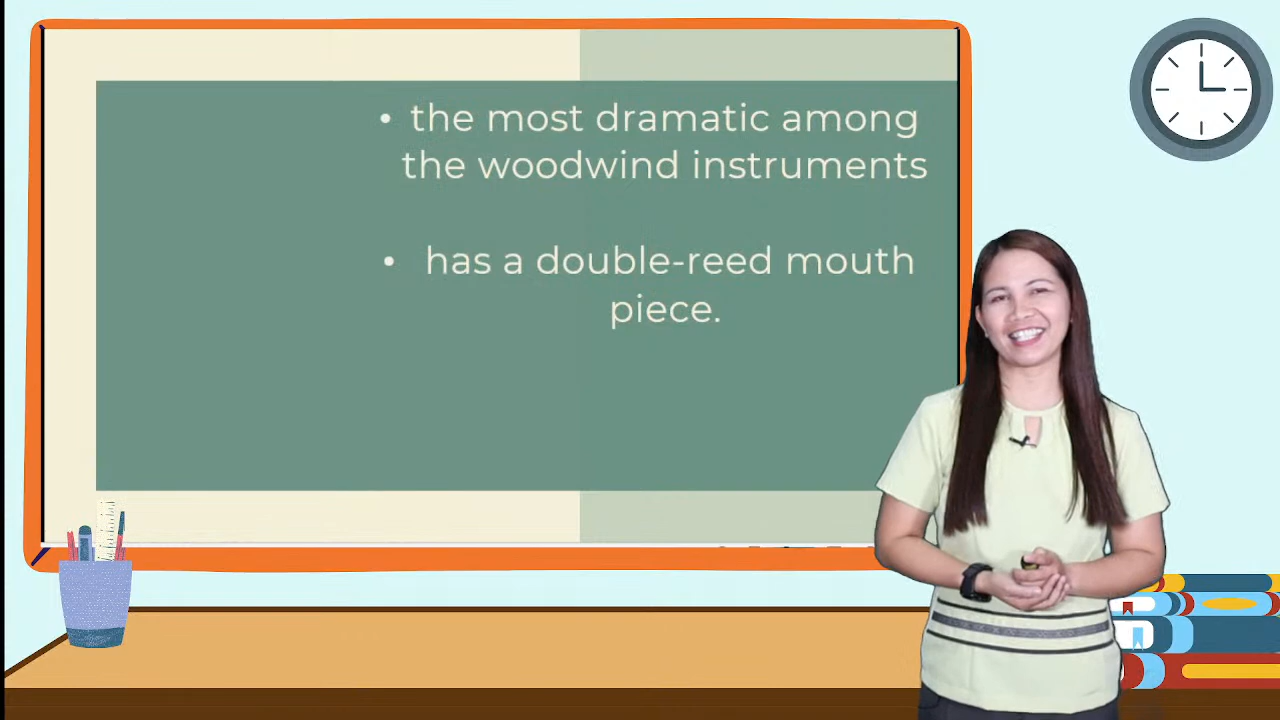 • the most dramatic among
the woodwind instruments
• has a double-reed mouth
piece.